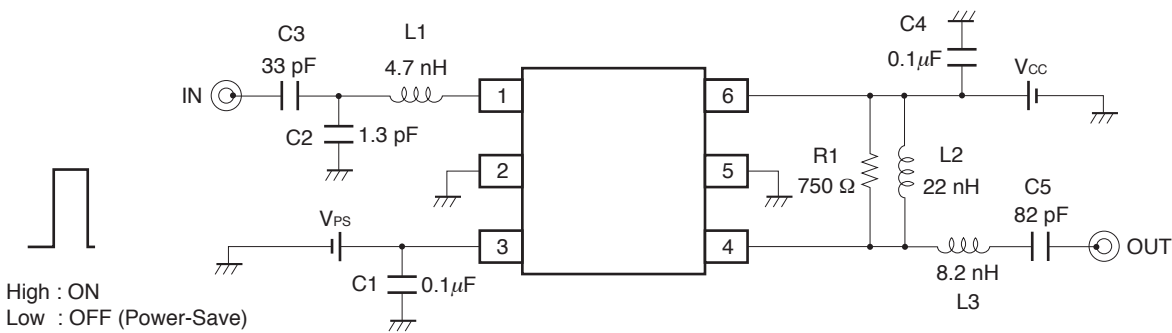 C3
33 pF
L1
4.7 nH
C4
0.1μF
VCC
IN
1
6
C2
1.3 pF
2
5
R1
750 Ω
L2
22 nH
C5
82 pF
VPS
3
4
OUT
C1
0.1μF
8.2 nH
L3
High : ON
Low : OFF (Power-Save)